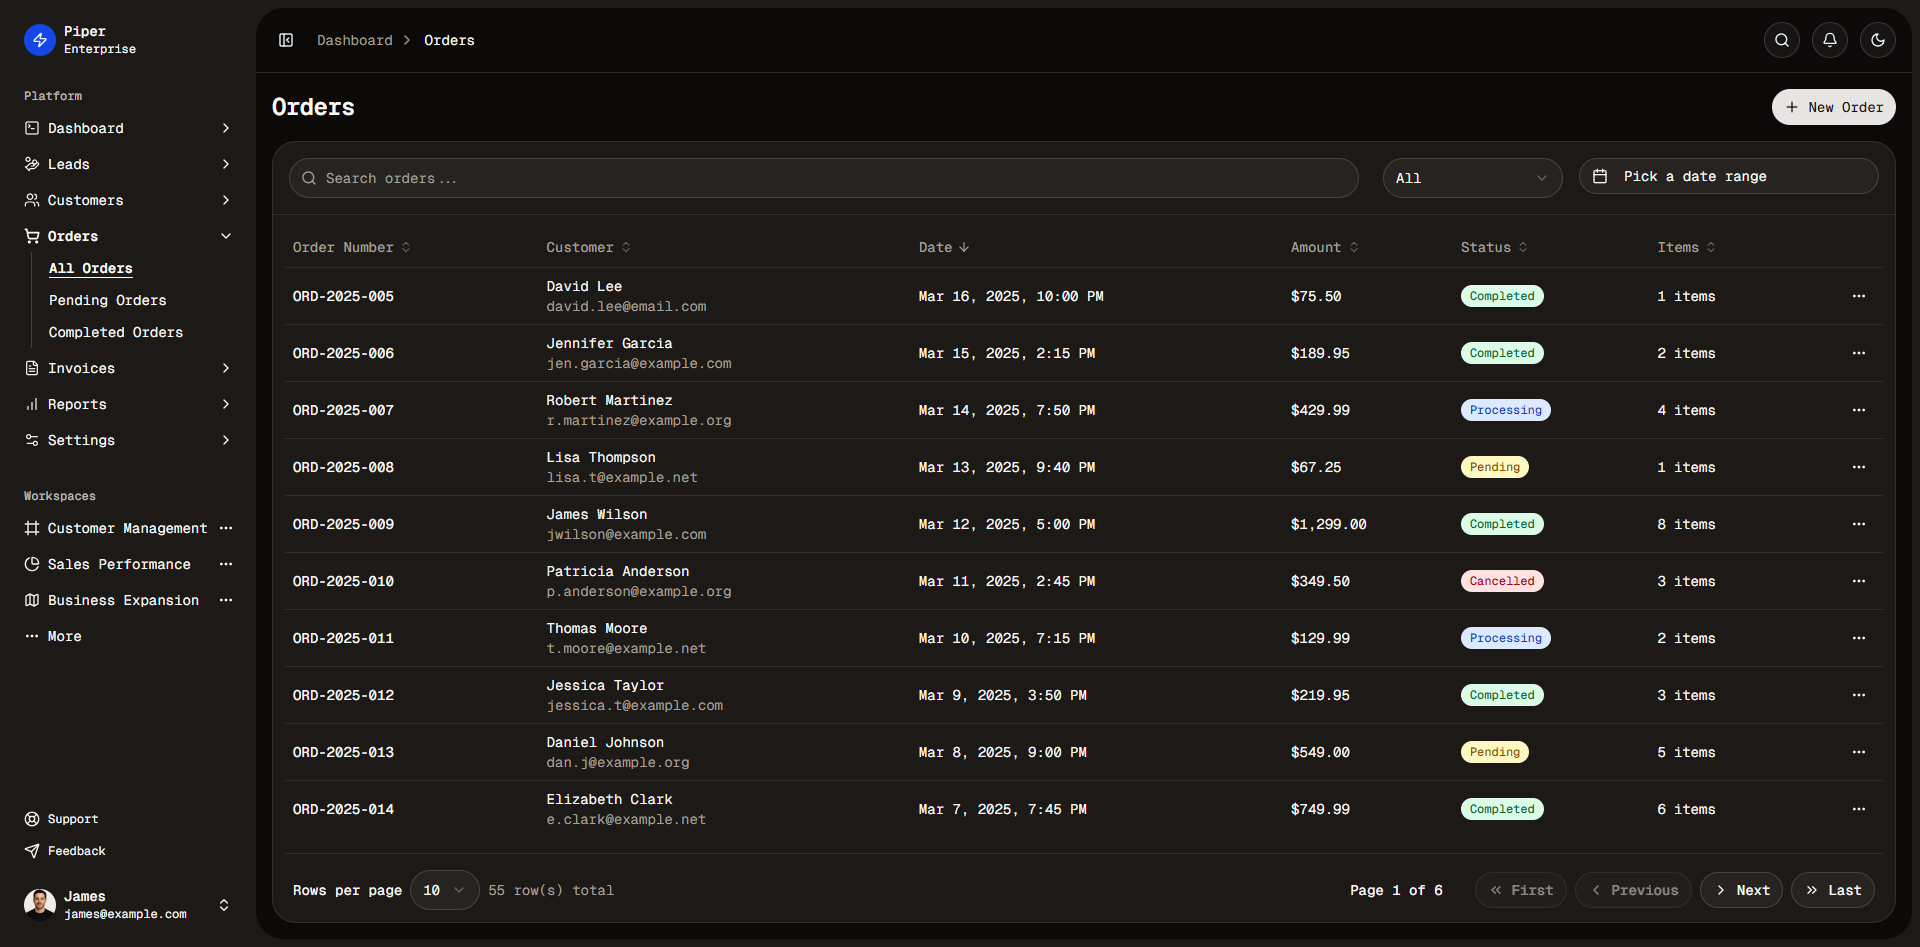 Piper
Enterprise
Platform
Dashboard
Leads
Customers
Orders
All Orders
Pending Orders
Completed Orders
Invoices
Reports
Settings
Workspaces
Customer Management
Sales Performance
Business Expansion
More
Support
Feedback
James
james@example.com
Dashboard > Orders
Orders
+ New Order
Search orders...
All
Pick a date range
Order Number Customer Date Amount Status Items
ORD-2025-005 David Lee david.lee@email.com Mar 16, 2025, 10:00 PM $75.50 Completed 1 items
ORD-2025-006 Jennifer Garcia jen.garcia@example.com Mar 15, 2025, 2:15 PM $189.95 Completed 2 items
ORD-2025-007 Robert Martinez r.martinez@example.org Mar 14, 2025, 7:50 PM $429.99 Processing 4 items
ORD-2025-008 Lisa Thompson lisa.t@example.net Mar 13, 2025, 9:40 PM $67.25 Pending 1 items
ORD-2025-009 James Wilson jwilson@example.com Mar 12, 2025, 5:00 PM $1,299.00 Completed 8 items
ORD-2025-010 Patricia Anderson p.anderson@example.org Mar 11, 2025, 2:45 PM $349.50 Cancelled 3 items
ORD-2025-011 Thomas Moore t.moore@example.net Mar 10, 2025, 7:15 PM $129.99 Processing 2 items
ORD-2025-012 Jessica Taylor jessica.t@example.com Mar 9, 2025, 3:50 PM $219.95 Completed 3 items
ORD-2025-013 Daniel Johnson dan.j@example.org Mar 8, 2025, 9:00 PM $549.00 Pending 5 items
ORD-2025-014 Elizabeth Clark e.clark@example.net Mar 7, 2025, 7:45 PM $749.99 Completed 6 items
Rows per page 10 55 row(s) total Page 1 of 6 First Previous Next Last